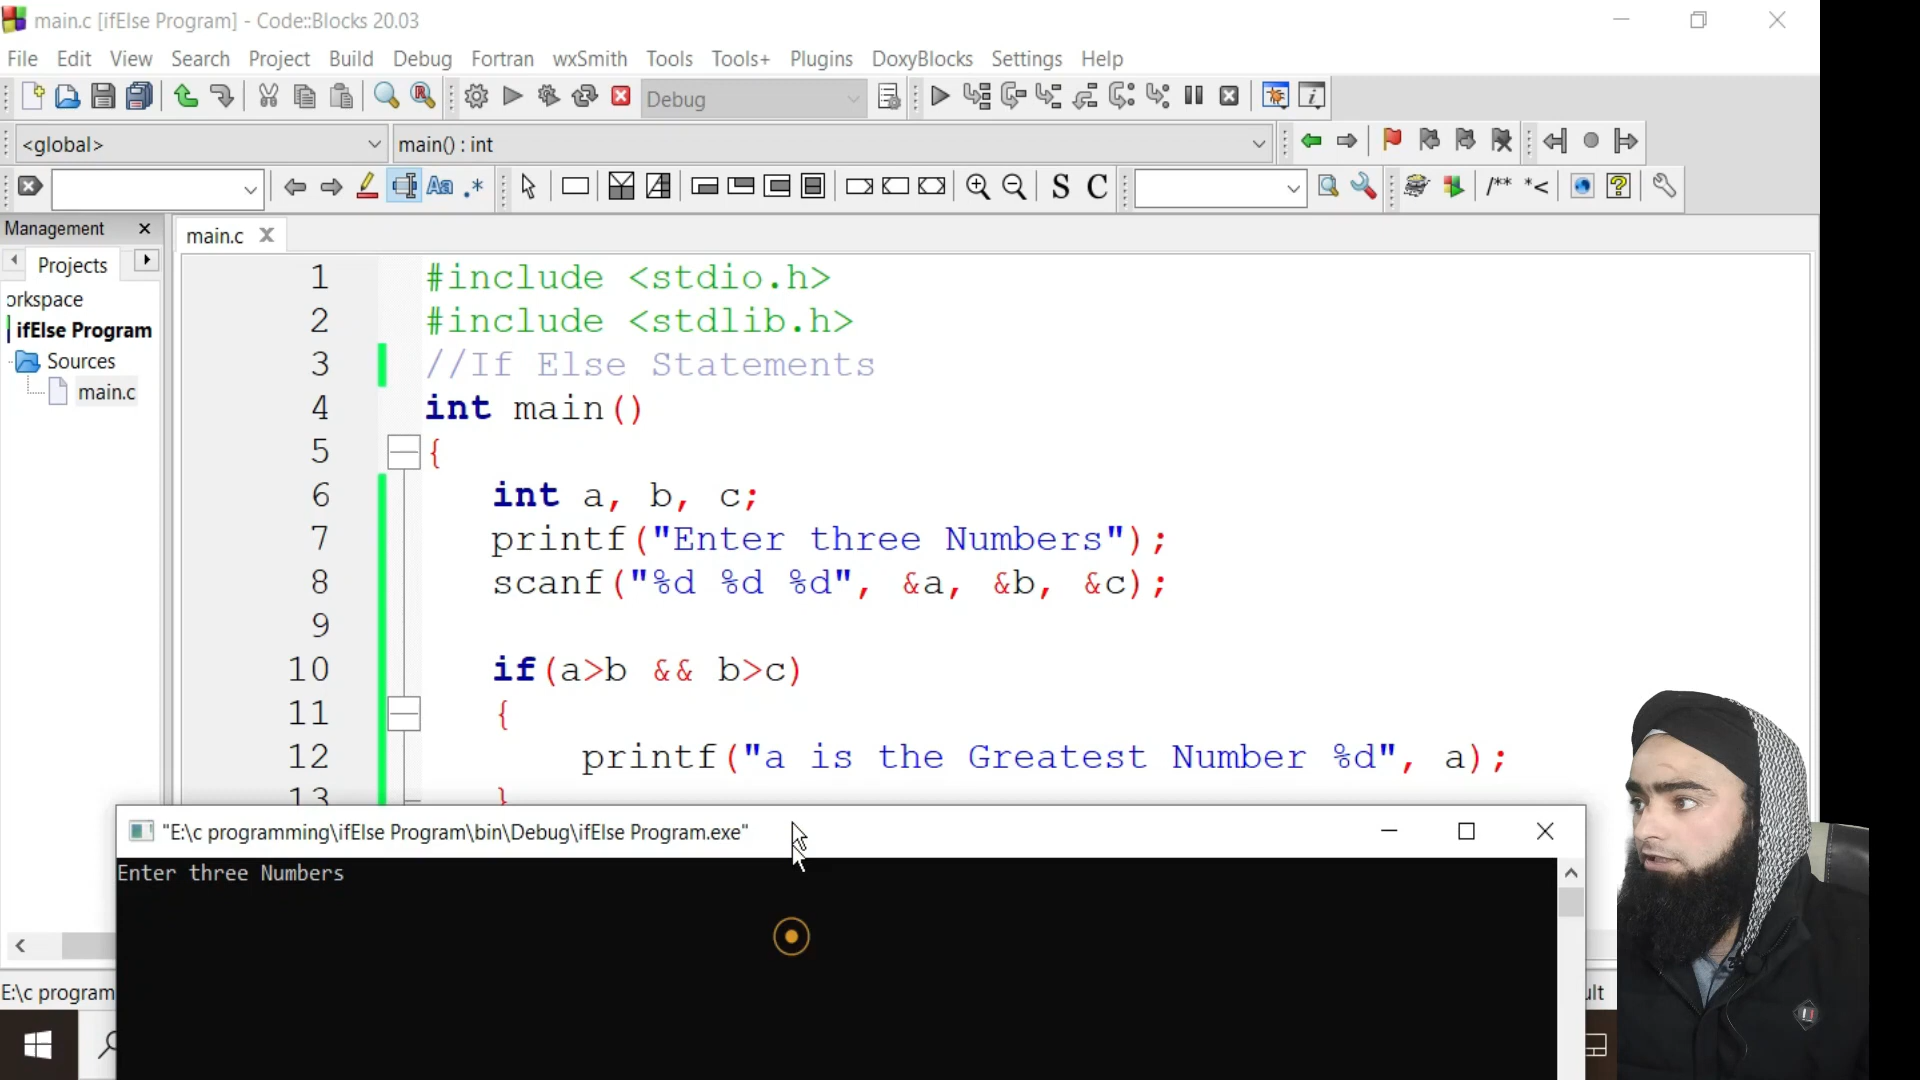 main.c [ifElse Program] - Code::Blocks 20.03
File Edit View Search Project Build Debug Fortran wxSmith Tools Tools+ Plugins DoxyBlocks Settings Help
Debug
<global> main() : int
Aa .* S C /** *<
Management
main.c
Projects
orkspace
ifElse Program
Sources
main.c
1 #include <stdio.h>
2 #include <stdlib.h>
3 //If Else Statements
4 int main()
5 {
6 int a, b, c;
7 printf("Enter three Numbers");
8 scanf("%d %d %d", &a, &b, &c);
9
10 if(a>b && b>c)
11 {
12 printf("a is the Greatest Number %d", a);
13 }
"E:\c programming\ifElse Program\bin\Debug\ifElse Program.exe"
Enter three Numbers
E:\c program
ult